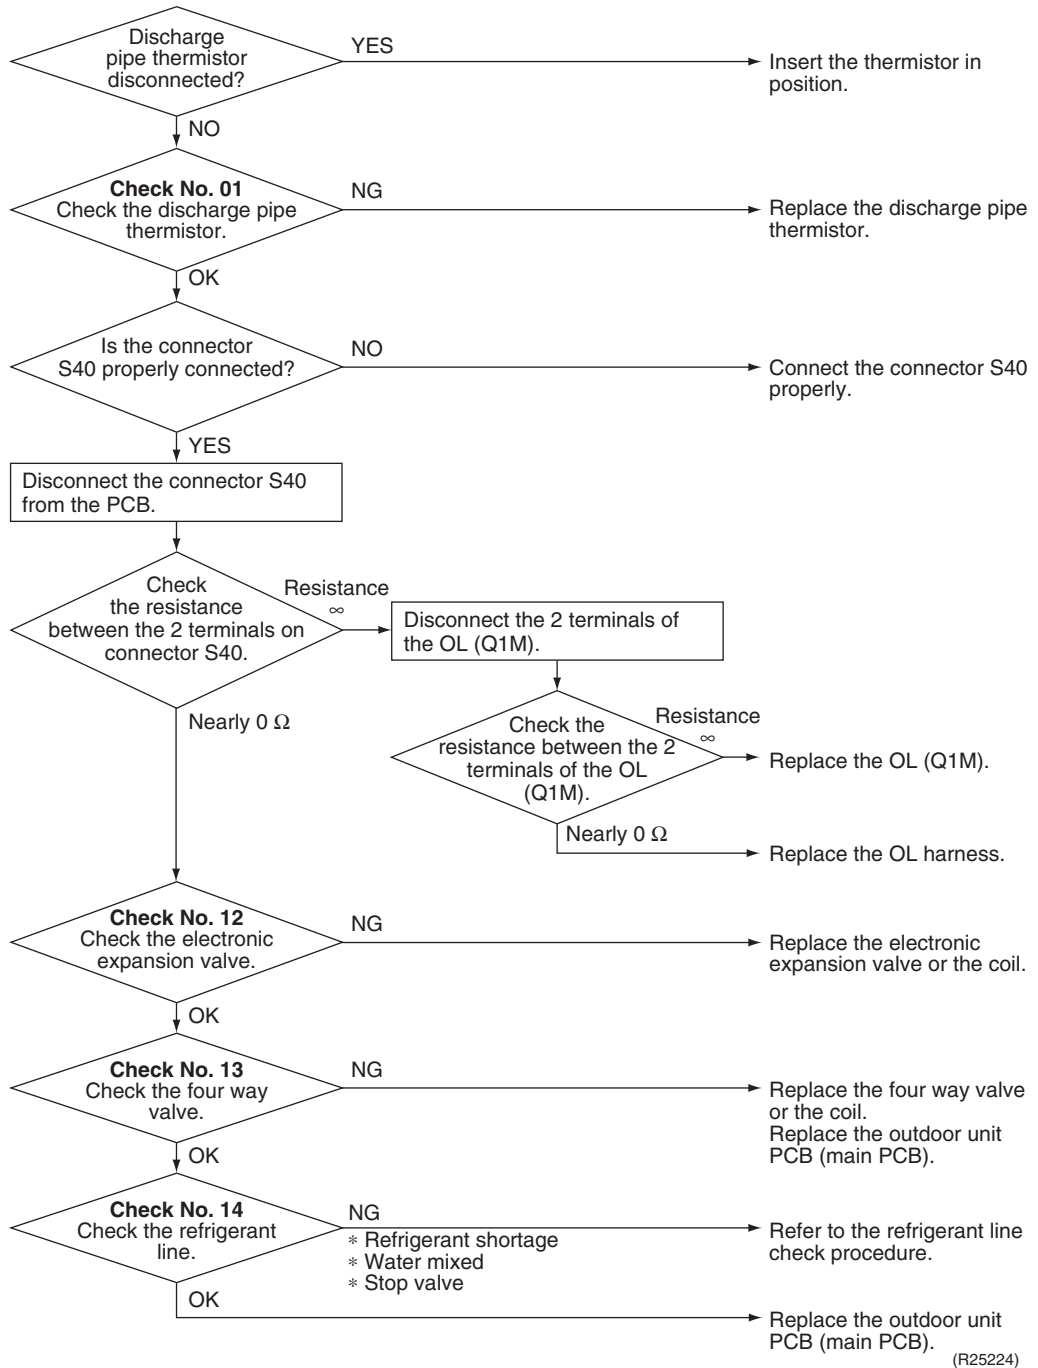 Discharge
pipe thermistor
disconnected?
YES
Insert the thermistor in
position.
NO
Check No. 01
Check the discharge pipe
thermistor.
NG
Replace the discharge pipe
thermistor.
OK
Is the connector
S40 properly connected?
NO
Connect the connector S40
properly.
YES
Disconnect the connector S40
from the PCB.
Check
the resistance
between the 2 terminals on
connector S40.
Resistance
∞
Disconnect the 2 terminals of
the OL (Q1M).
Nearly 0 Ω
Check the
resistance between the 2
terminals of the OL
(Q1M).
Resistance
∞
Replace the OL (Q1M).
Nearly 0 Ω
Replace the OL harness.
Check No. 12
Check the electronic
expansion valve.
NG
Replace the electronic
expansion valve or the coil.
OK
Check No. 13
Check the four way
valve.
NG
Replace the four way valve
or the coil.
Replace the outdoor unit
PCB (main PCB).
OK
Check No. 14
Check the refrigerant
line.
NG
∗ Refrigerant shortage
∗ Water mixed
∗ Stop valve
Refer to the refrigerant line
check procedure.
OK
Replace the outdoor unit
PCB (main PCB).
(R25224)